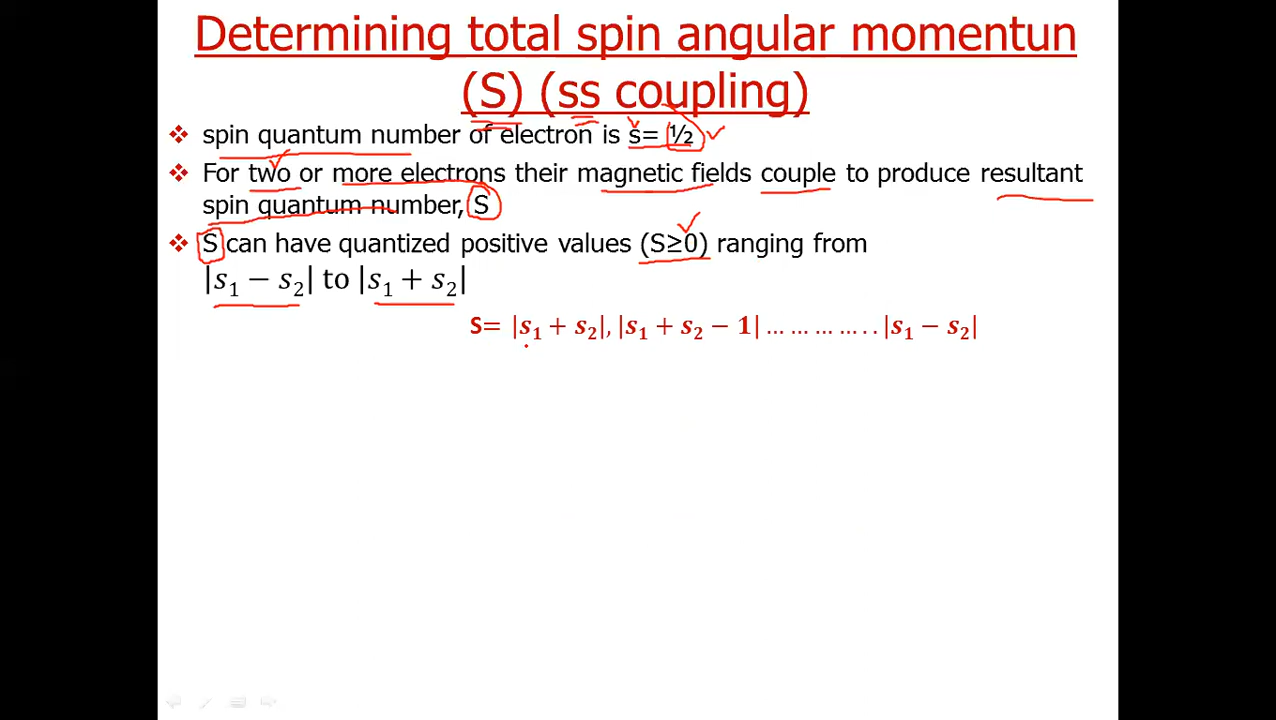 Determining total spin angular momentun
(S) (ss coupling)
❖ spin quantum number of electron is s= ½
❖ For two or more electrons their magnetic fields couple to produce resultant
spin quantum number, S
❖ S can have quantized positive values (S≥0) ranging from
|s₁ − s₂| to |s₁ + s₂|
S= |s₁ + s₂|, |s₁ + s₂ − 1| … … … … . . |s₁ − s₂|